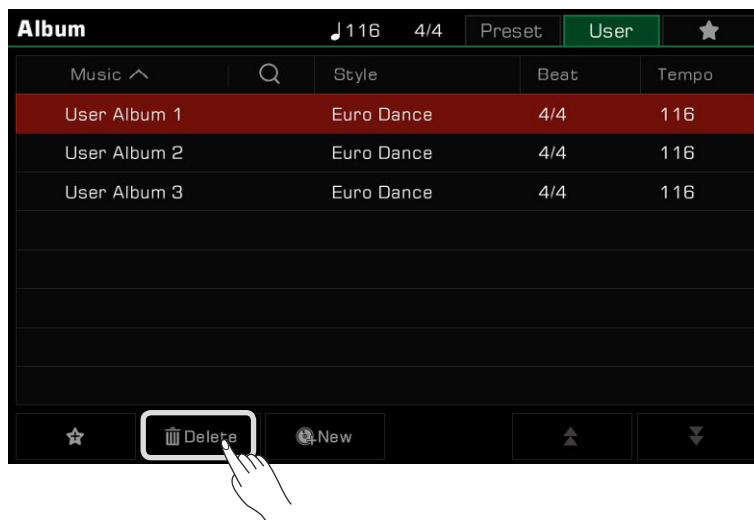 Album 116 4/4 Preset User
Music Style Beat Tempo
User Album 1 Euro Dance 4/4 116
User Album 2 Euro Dance 4/4 116
User Album 3 Euro Dance 4/4 116
Delete New